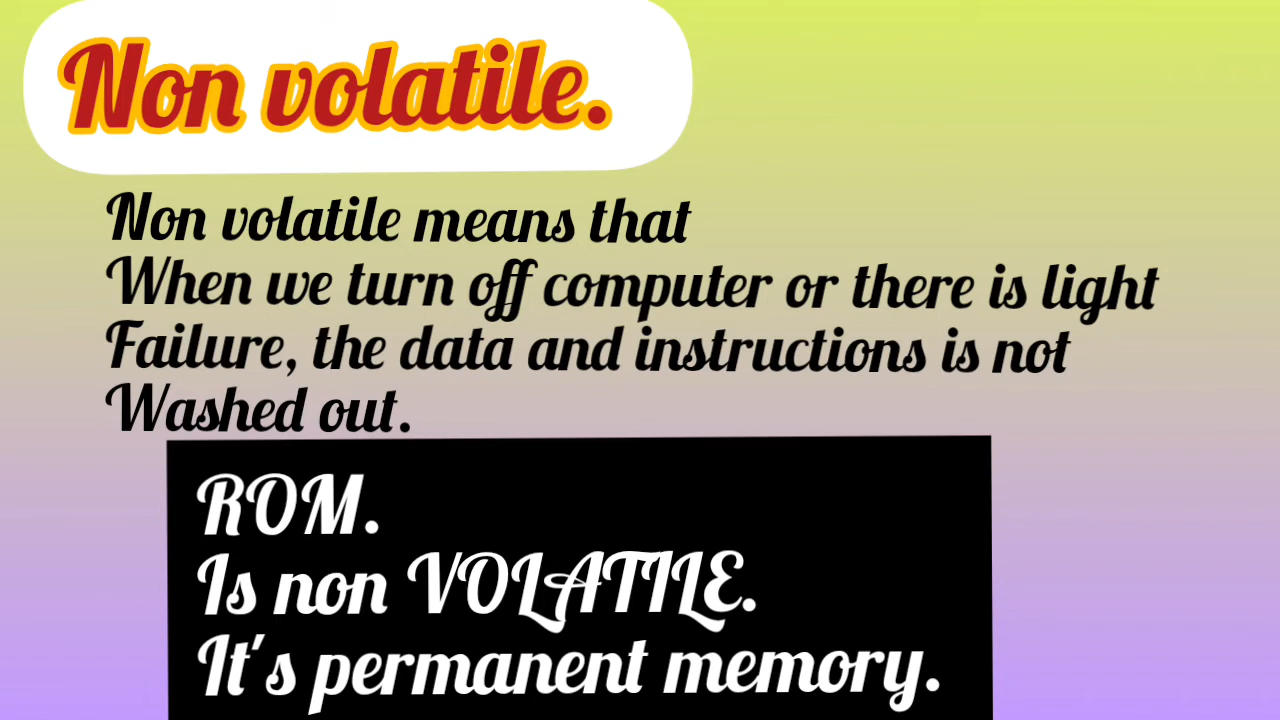 Non volatile.
Non volatile means that
When we turn off computer or there is light
Failure, the data and instructions is not
Washed out.
ROM.
Is non VOLATILE.
It's permanent memory.